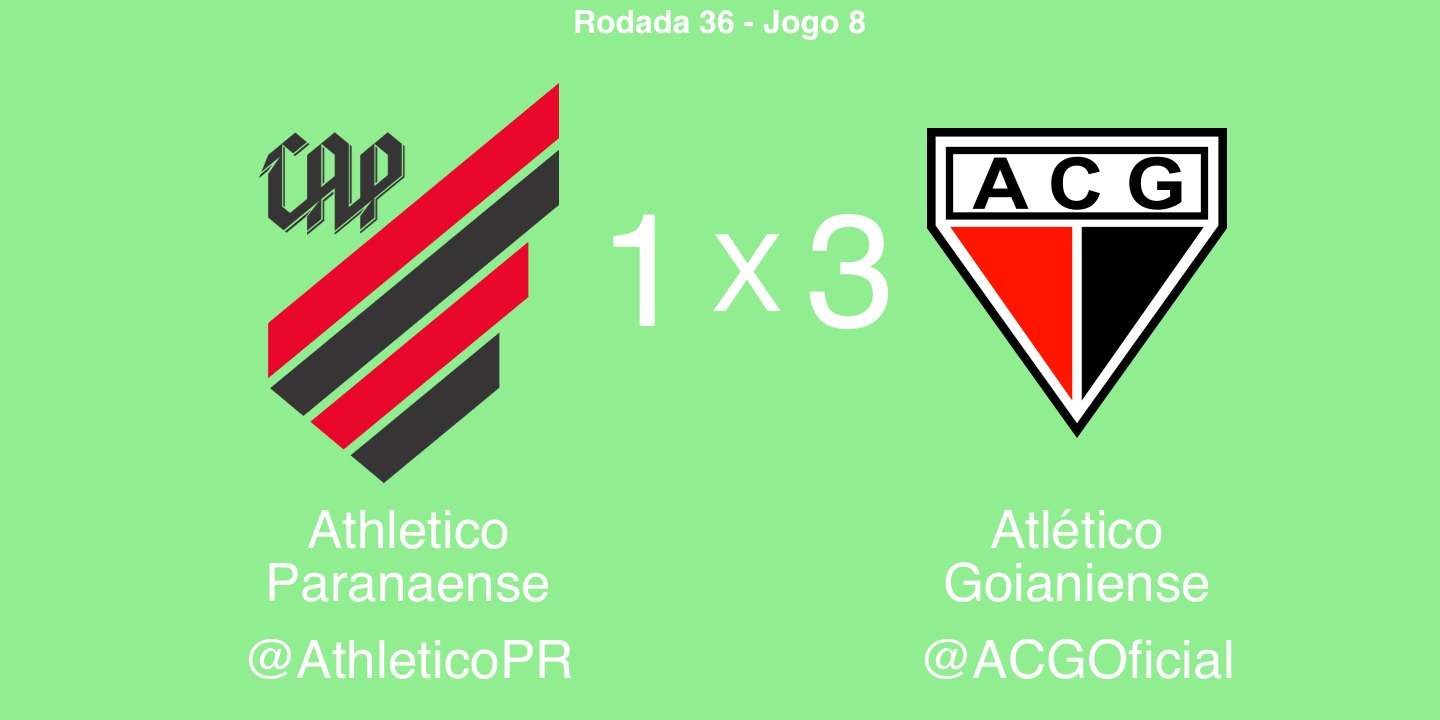 Rodada 36 - Jogo 8
CAP
1 X 3
ACG
Athletico
Paranaense
@AthleticoPR
Atlético
Goianiense
@ACGOficial